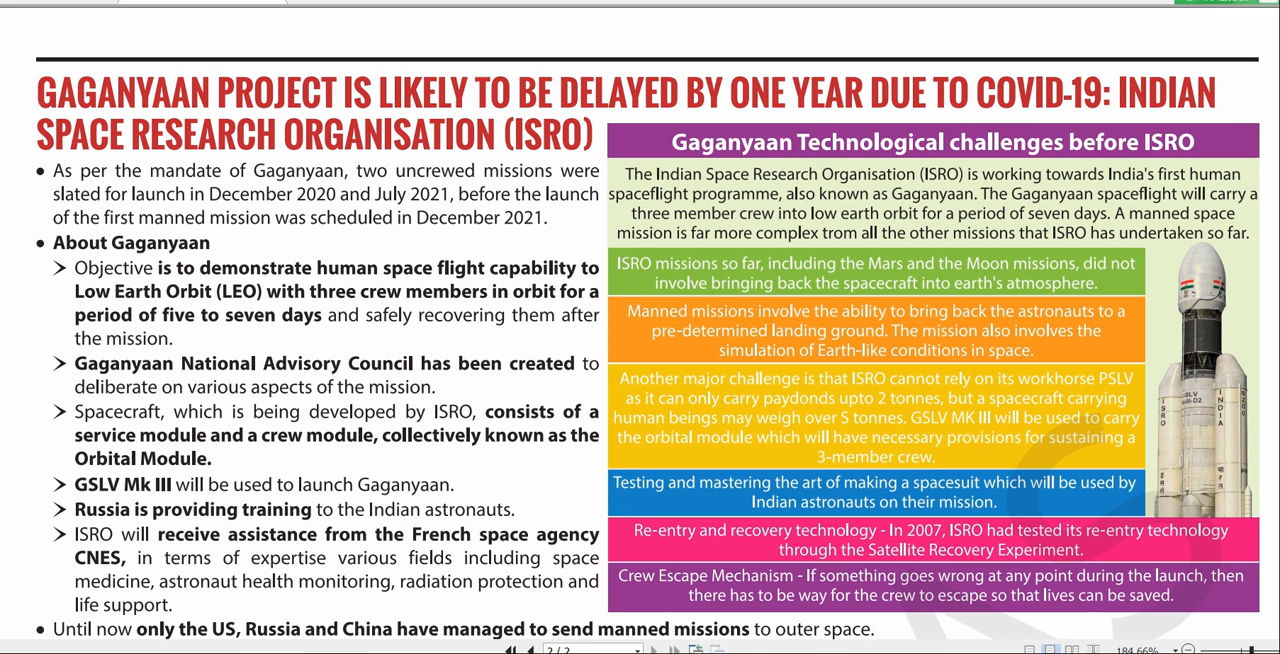 GAGANYAAN PROJECT IS LIKELY TO BE DELAYED BY ONE YEAR DUE TO COVID-19: INDIAN
SPACE RESEARCH ORGANISATION (ISRO)
• As per the mandate of Gaganyaan, two uncrewed missions were
slated for launch in December 2020 and July 2021, before the launch
of the first manned mission was scheduled in December 2021.
• About Gaganyaan
➢ Objective is to demonstrate human space flight capability to
Low Earth Orbit (LEO) with three crew members in orbit for a
period of five to seven days and safely recovering them after
the mission.
➢ Gaganyaan National Advisory Council has been created to
deliberate on various aspects of the mission.
➢ Spacecraft, which is being developed by ISRO, consists of a
service module and a crew module, collectively known as the
Orbital Module.
➢ GSLV Mk III will be used to launch Gaganyaan.
➢ Russia is providing training to the Indian astronauts.
➢ ISRO will receive assistance from the French space agency
CNES, in terms of expertise various fields including space
medicine, astronaut health monitoring, radiation protection and
life support.
• Until now only the US, Russia and China have managed to send manned missions to outer space.
Gaganyaan Technological challenges before ISRO
The Indian Space Research Organisation (ISRO) is working towards India's first human
spaceflight programme, also known as Gaganyaan. The Gaganyaan spaceflight will carry a
three member crew into low earth orbit for a period of seven days. A manned space
mission is far more complex trom all the other missions that ISRO has undertaken so far.
ISRO missions so far, including the Mars and the Moon missions, did not
involve bringing back the spacecraft into earth's atmosphere.
Manned missions involve the ability to bring back the astronauts to a
pre-determined landing ground. The mission also involves the
simulation of Earth-like conditions in space.
Another major challenge is that ISRO cannot rely on its workhorse PSLV
as it can only carry paydonds upto 2 tonnes, but a spacecraft carrying
human beings may weigh over S tonnes. GSLV MK III will be used to carry
the orbital module which will have necessary provisions for sustaining a
3-member crew.
Testing and mastering the art of making a spacesuit which will be used by
Indian astronauts on their mission.
Re-entry and recovery technology - In 2007, ISRO had tested its re-entry technology
through the Satellite Recovery Experiment.
Crew Escape Mechanism - If something goes wrong at any point during the launch, then
there has to be way for the crew to escape so that lives can be saved.
ISRO
GSLV
INDIA
S200
2 / 2
184.66%